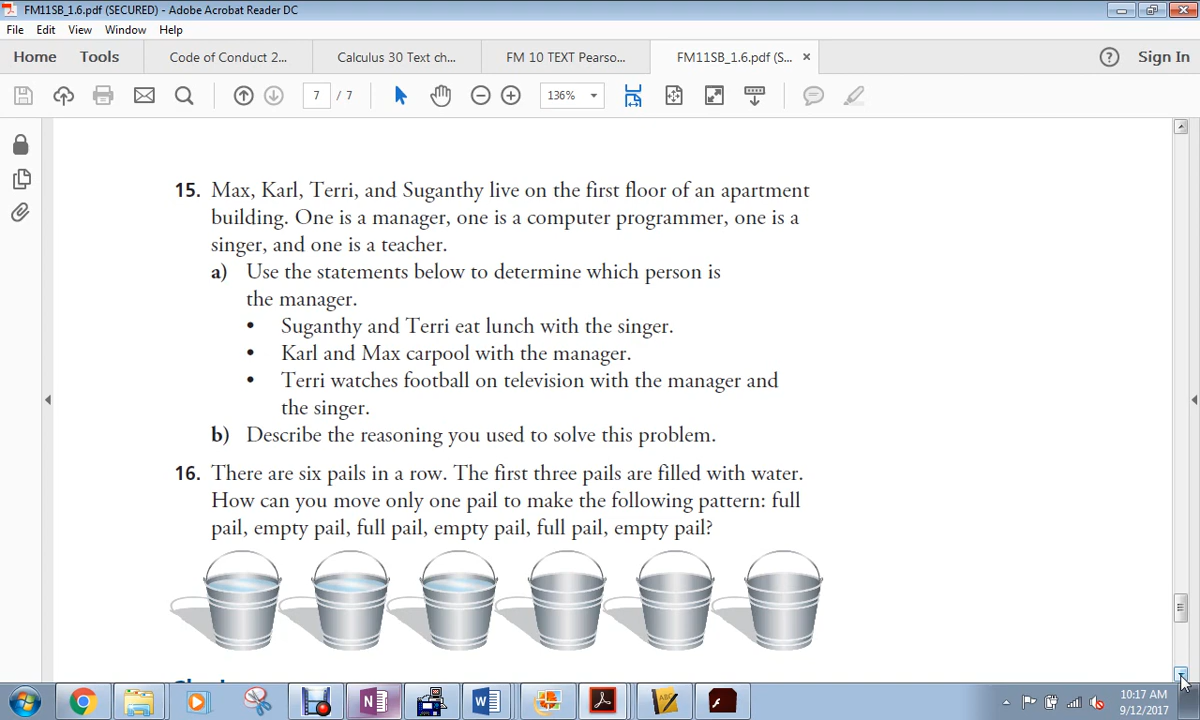 FM11SB_1.6.pdf (SECURED) - Adobe Acrobat Reader DC
File Edit View Window Help
Home Tools Code of Conduct 2... Calculus 30 Text ch... FM 10 TEXT Pearso... FM11SB_1.6.pdf (S... × Sign In
7 / 7 136%
15. Max, Karl, Terri, and Suganthy live on the first floor of an apartment
building. One is a manager, one is a computer programmer, one is a
singer, and one is a teacher.
a) Use the statements below to determine which person is
the manager.
• Suganthy and Terri eat lunch with the singer.
• Karl and Max carpool with the manager.
• Terri watches football on television with the manager and
the singer.
b) Describe the reasoning you used to solve this problem.
16. There are six pails in a row. The first three pails are filled with water.
How can you move only one pail to make the following pattern: full
pail, empty pail, full pail, empty pail, full pail, empty pail?
10:17 AM
9/12/2017